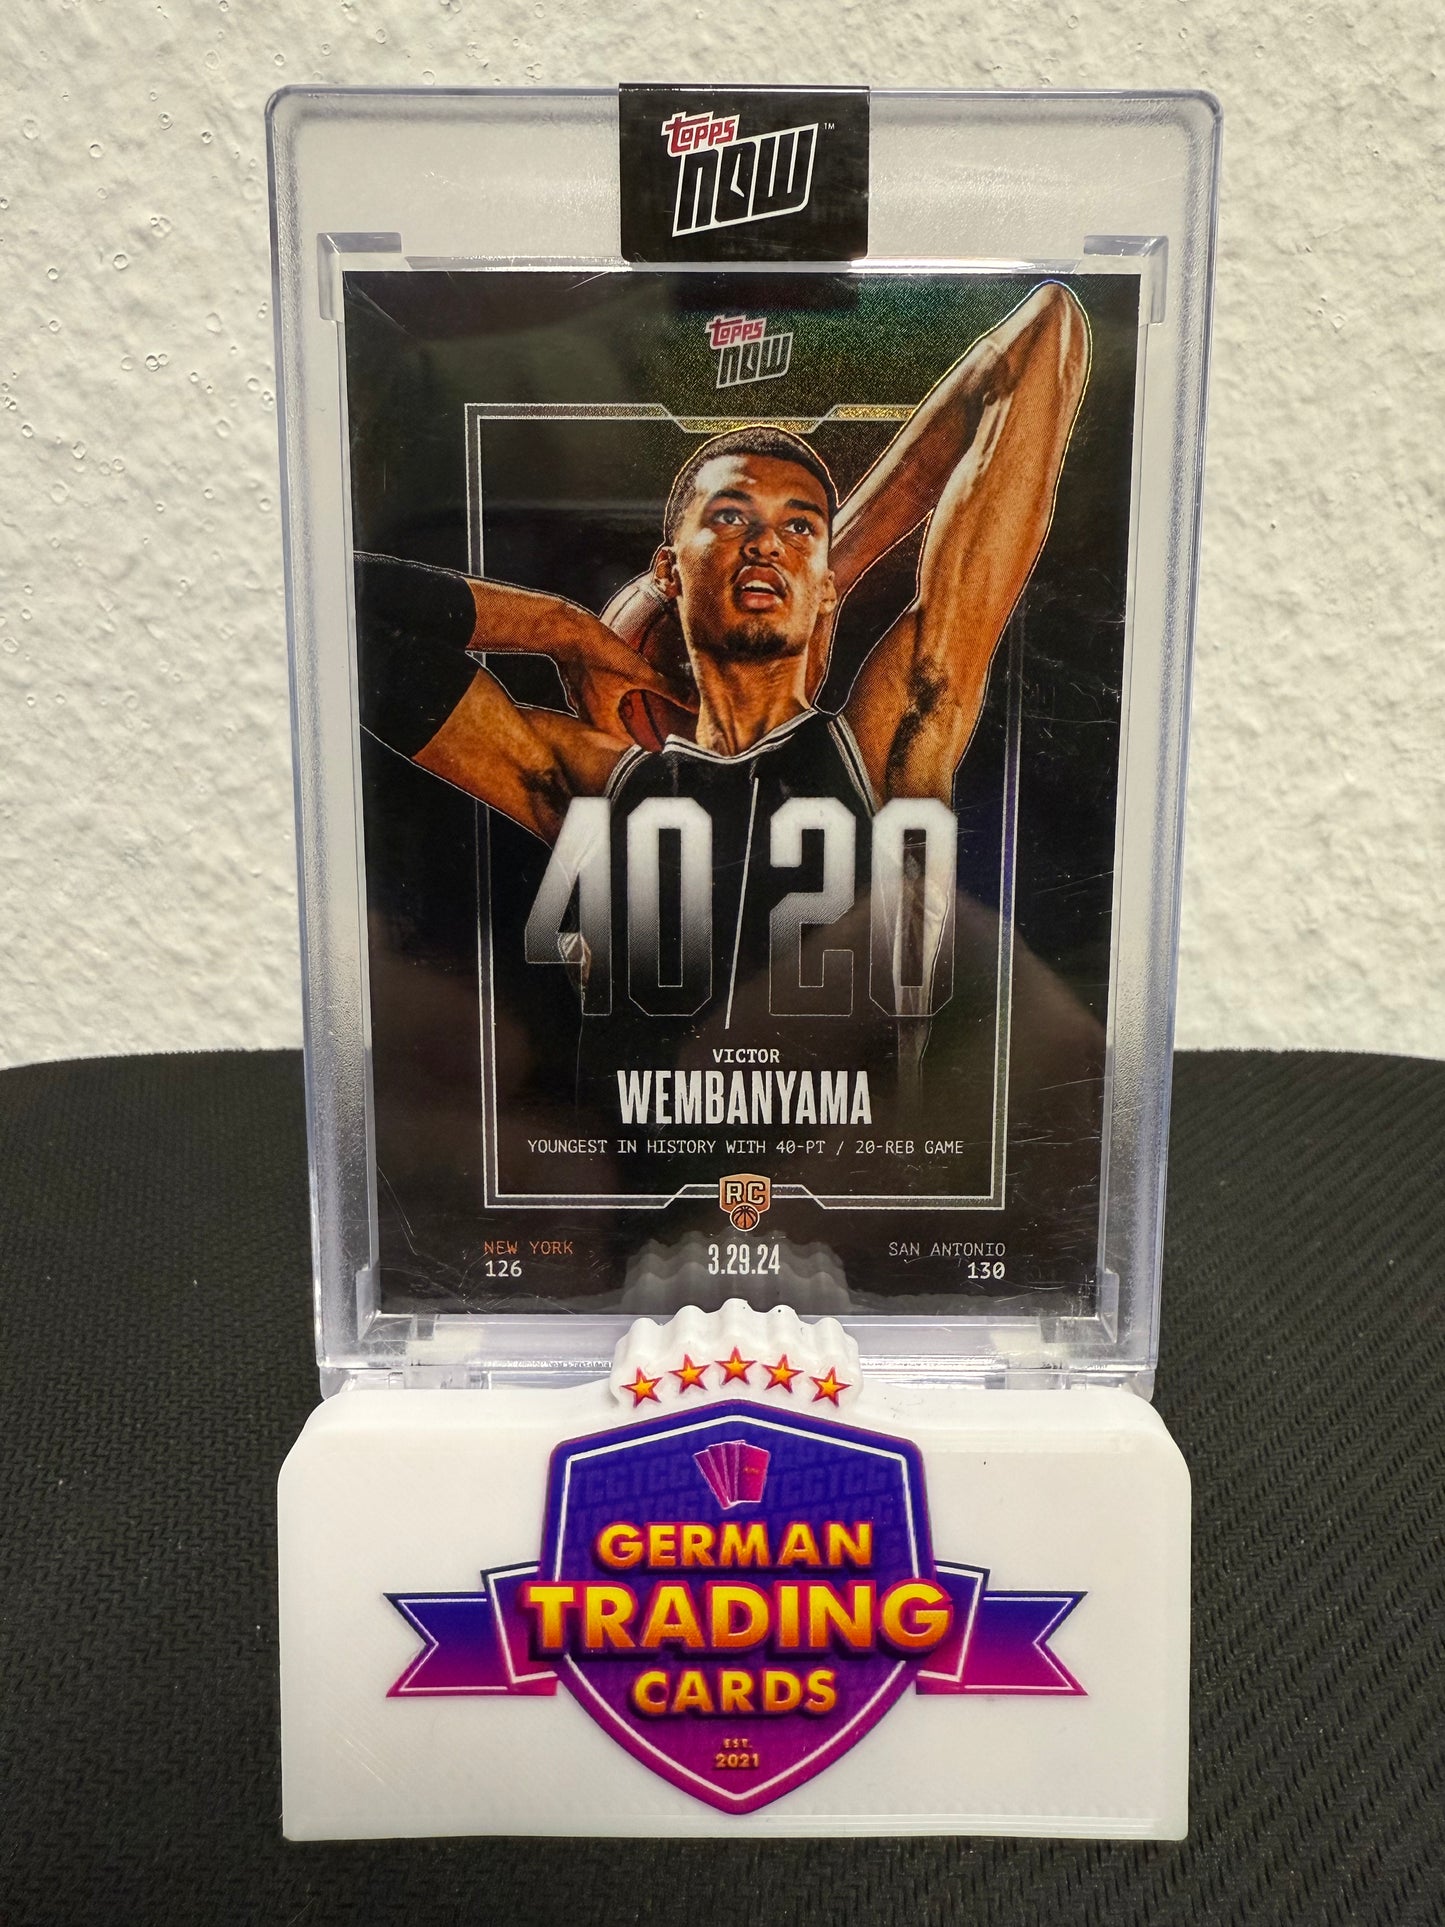 topps
NOW™
topps
NOW
40/20
VICTOR
WEMBANYAMA
YOUNGEST IN HISTORY WITH 40-PT / 20-REB GAME
RC
NEW YORK
126
3.29.24
SAN ANTONIO
130
GERMAN
TRADING
CARDS
EST.
2021